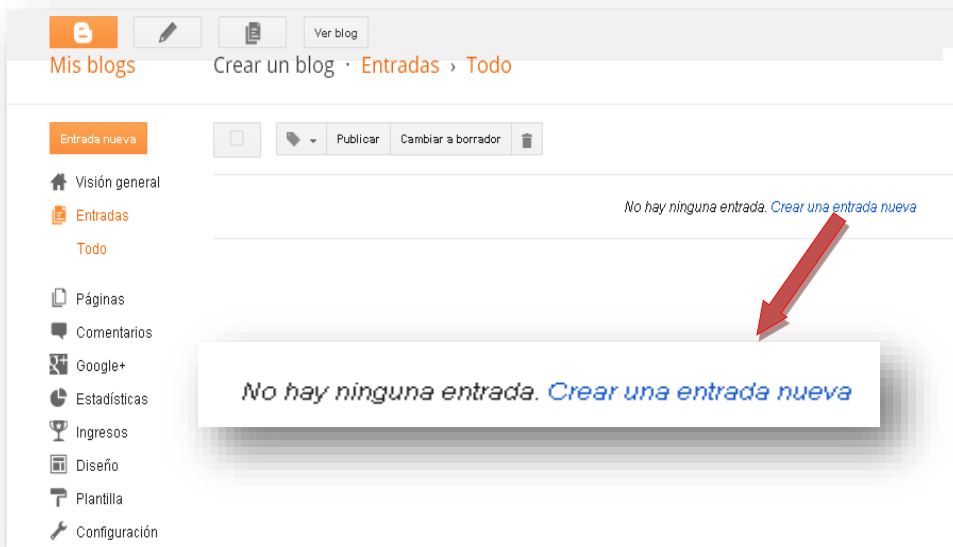 Ver blog
Mis blogs
Crear un blog · Entradas › Todo
Entrada nueva
Publicar
Cambiar a borrador
Visión general
Entradas
Todo
No hay ninguna entrada. Crear una entrada nueva
Páginas
Comentarios
Google+
Estadísticas
Ingresos
Diseño
Plantilla
Configuración
No hay ninguna entrada. Crear una entrada nueva